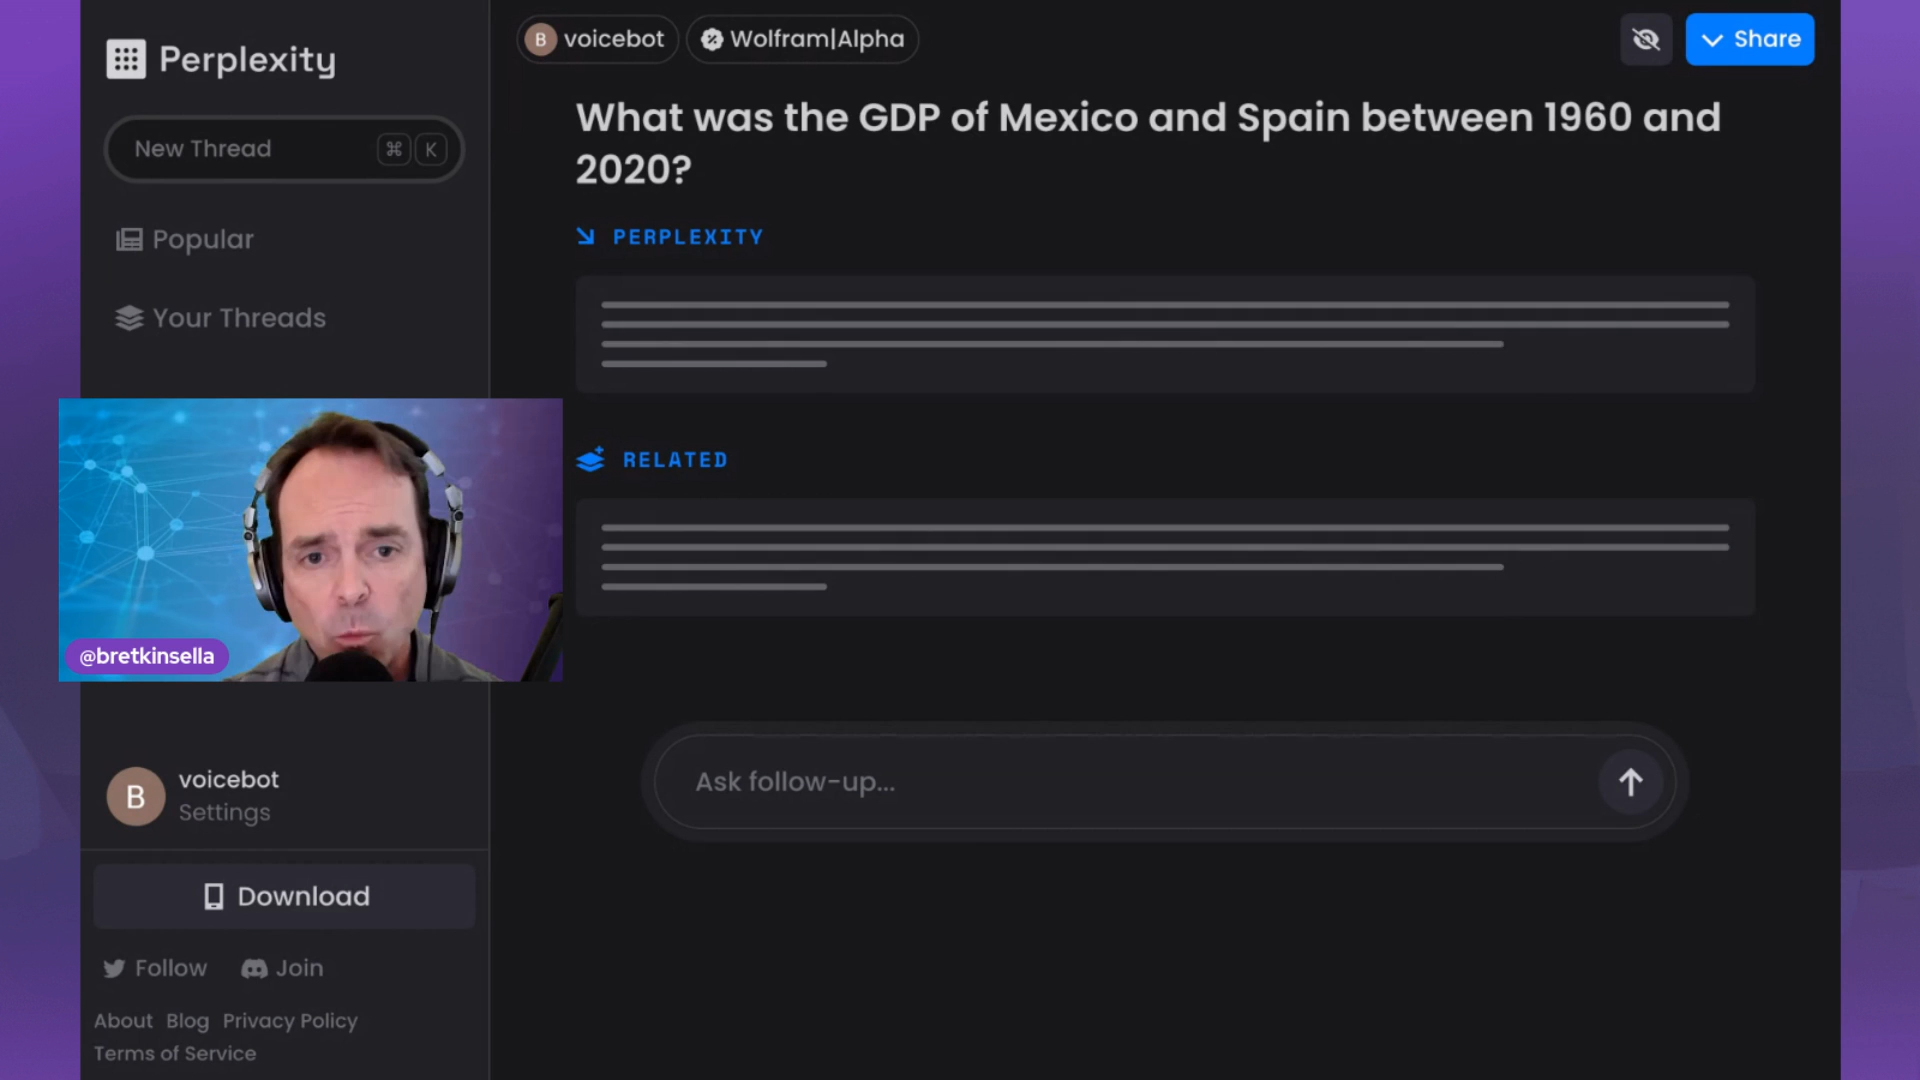 Perplexity
New Thread ⌘ K
Popular
Your Threads
@bretkinsella
B voicebot
Settings
Download
Follow Join
About Blog Privacy Policy
Terms of Service
B voicebot Wolfram|Alpha
Share
What was the GDP of Mexico and Spain between 1960 and
2020?
PERPLEXITY
RELATED
Ask follow-up...